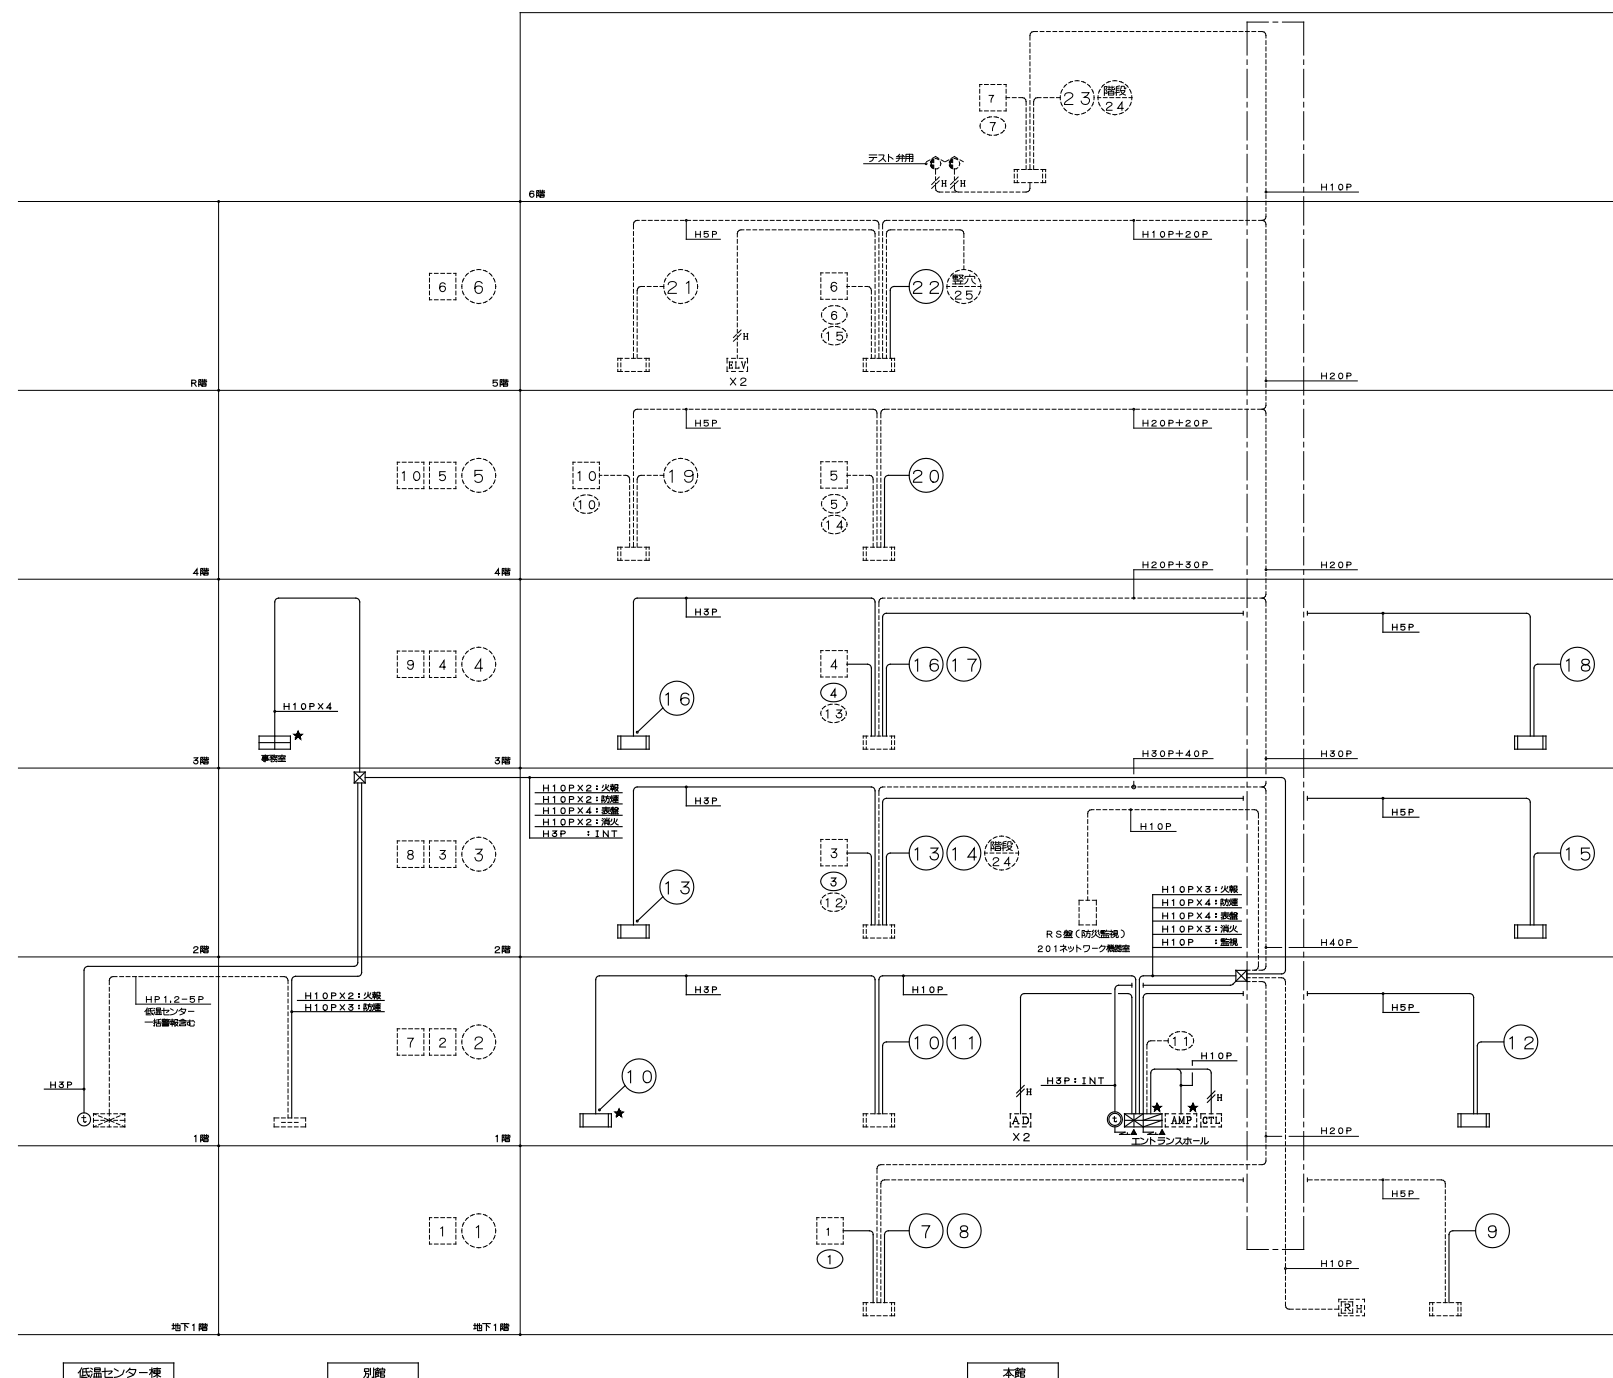 7
23
階段
24
7
テスト弁用
H H
H10P
6階
H5P
H10P+20P
6
6
21
6
22
竪穴
25
6
15
H
ELV
X2
H20P
R階
5階
H5P
H20P+20P
10
5
5
10
19
5
20
10
5
14
H20P+30P
H20P
4階
4階
H3P
H5P
9
4
4
4
16
17
18
16
4
13
H10PX4
事務室
H30P+40P
H30P
3階
3階
H10PX2:火報
H10PX2:防煙
H10PX4:表盤
H10PX2:消火
H3P :INT
H3P
H5P
H10P
8
3
3
3
13
14
階段
24
15
13
3
12
H10PX3:火報
H10PX4:防煙
H10PX4:表盤
H10PX3:消火
H10P :監視
RS盤(防災監視)
201ネットワーク機器室
H40P
2階
2階
HP1.2-5P
低温センター
一括警報含む
H10PX2:火報
H10PX3:防煙
H3P
H10P
H5P
7
2
2
10
11
11
12
H10P
H3P
t
10
H3P:INT
H
H
AD
X2
t
AMP
CTL
エントランスホール
H20P
1階
1階
H5P
1
1
1
7
8
9
1
H10P
R H
地下1階
地下1階
低温センター棟
別館
本館